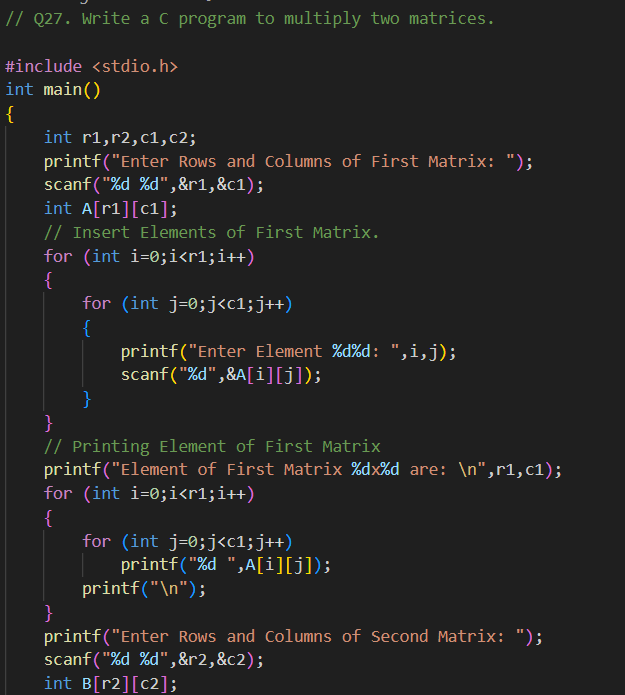 // Q27. Write a C program to multiply two matrices.
#include <stdio.h>
int main()
{
int r1,r2,c1,c2;
printf("Enter Rows and Columns of First Matrix: ");
scanf("%d %d",&r1,&c1);
int A[r1][c1];
// Insert Elements of First Matrix.
for (int i=0;i<r1;i++)
{
for (int j=0;j<c1;j++)
{
printf("Enter Element %d%d: ",i,j);
scanf("%d",&A[i][j]);
}
}
// Printing Element of First Matrix
printf("Element of First Matrix %dx%d are: \n",r1,c1);
for (int i=0;i<r1;i++)
{
for (int j=0;j<c1;j++)
printf("%d ",A[i][j]);
printf("\n");
}
printf("Enter Rows and Columns of Second Matrix: ");
scanf("%d %d",&r2,&c2);
int B[r2][c2];